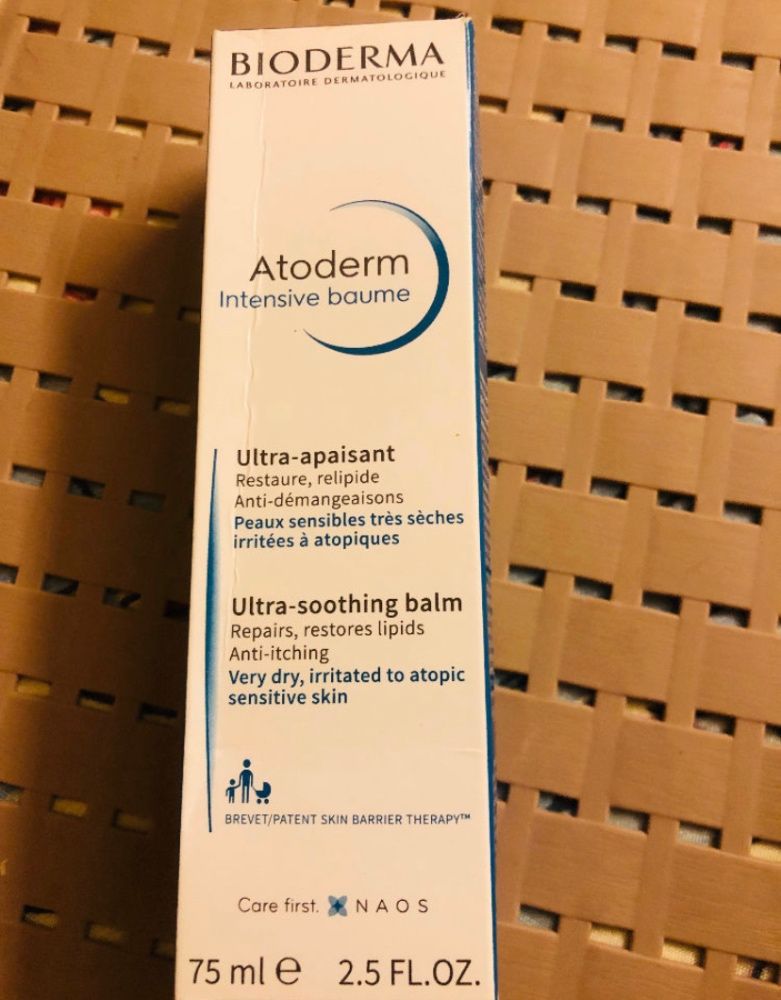 BIODERMA
LABORATOIRE DERMATOLOGIQUE
Atoderm
Intensive baume
Ultra-apaisant
Restaure, relipide
Anti-démangeaisons
Peaux sensibles très sèches
irritées à atopiques
Ultra-soothing balm
Repairs, restores lipids
Anti-itching
Very dry, irritated to atopic
sensitive skin
BREVET/PATENT SKIN BARRIER THERAPY™
Care first. NAOS
75 ml ℮ 2.5 FL.OZ.